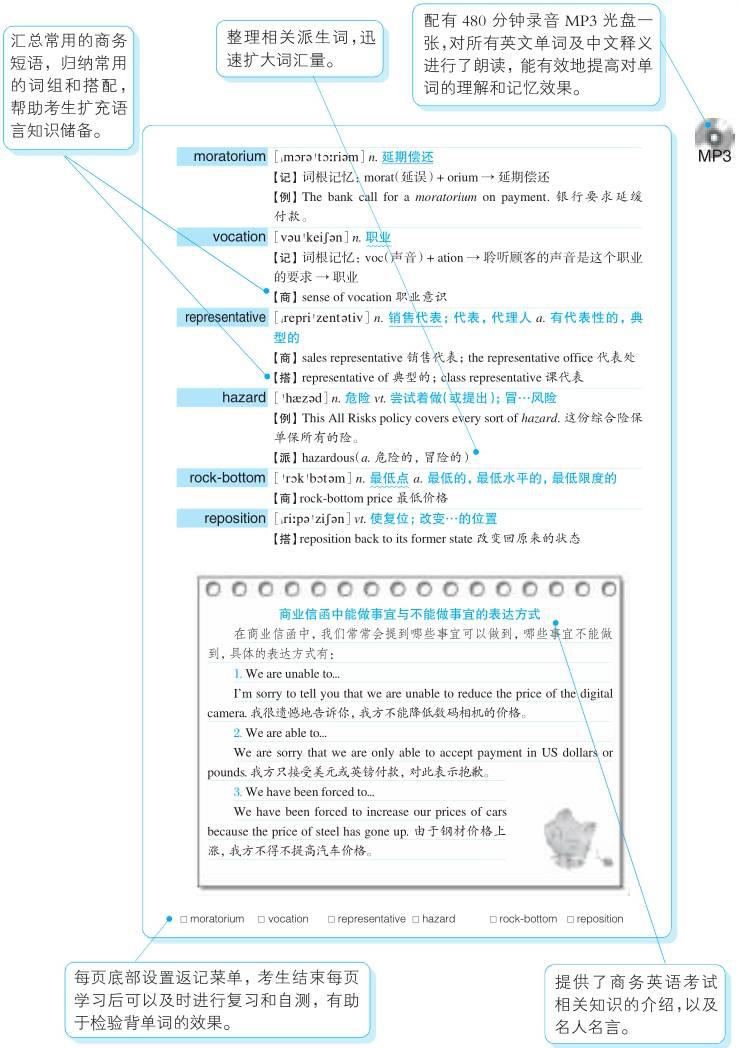 汇总常用的商务
短语，归纳常用
的词组和搭配，
帮助考生扩充语
言知识储备。
整理相关派生词，迅
速扩大词汇量。
配有 480 分钟录音 MP3 光盘一
张，对所有英文单词及中文释义
进行了朗读，能有效地提高对单
词的理解和记忆效果。
MP3
moratorium [ˌmɔrəˈtɔːriəm] n. 延期偿还
【记】词根记忆：morat(延误) + orium → 延期偿还
【例】The bank call for a moratorium on payment. 银行要求延缓
付款。
vocation [vəuˈkeiʃən] n. 职业
【记】词根记忆：voc(声音) + ation → 聆听顾客的声音是这个职业
的要求 → 职业
【商】sense of vocation 职业意识
representative [ˌrepriˈzentətiv] n. 销售代表；代表，代理人 a. 有代表性的，典
型的
【商】sales representative 销售代表；the representative office 代表处
【搭】representative of 典型的；class representative 课代表
hazard [ˈhæzəd] n. 危险 vt. 尝试着做(或提出)；冒…风险
【例】This All Risks policy covers every sort of hazard. 这份综合险保
单保所有的险。
【派】hazardous(a. 危险的，冒险的)
rock-bottom [ˈrɔkˈbɔtəm] n. 最低点 a. 最低的，最低水平的，最低限度的
【商】rock-bottom price 最低价格
reposition [ˌriːpəˈziʃən] vt. 使复位；改变…的位置
【搭】reposition back to its former state 改变回原来的状态
商业信函中能做事宜与不能做事宜的表达方式
在商业信函中，我们常常会提到哪些事宜可以做到，哪些事宜不能做
到，具体的表达方式有：
1. We are unable to...
I'm sorry to tell you that we are unable to reduce the price of the digital
camera. 我很遗憾地告诉你，我方不能降低数码相机的价格。
2. We are able to...
We are sorry that we are only able to accept payment in US dollars or
pounds. 我方只接受美元或英镑付款，对此表示抱歉。
3. We have been forced to...
We have been forced to increase our prices of cars
because the price of steel has gone up. 由于钢材价格上
涨，我方不得不提高汽车价格。
□ moratorium □ vocation □ representative □ hazard □ rock-bottom □ reposition
每页底部设置返记菜单，考生结束每页
学习后可以及时进行复习和自测，有助
于检验背单词的效果。
提供了商务英语考试
相关知识的介绍，以及
名人名言。